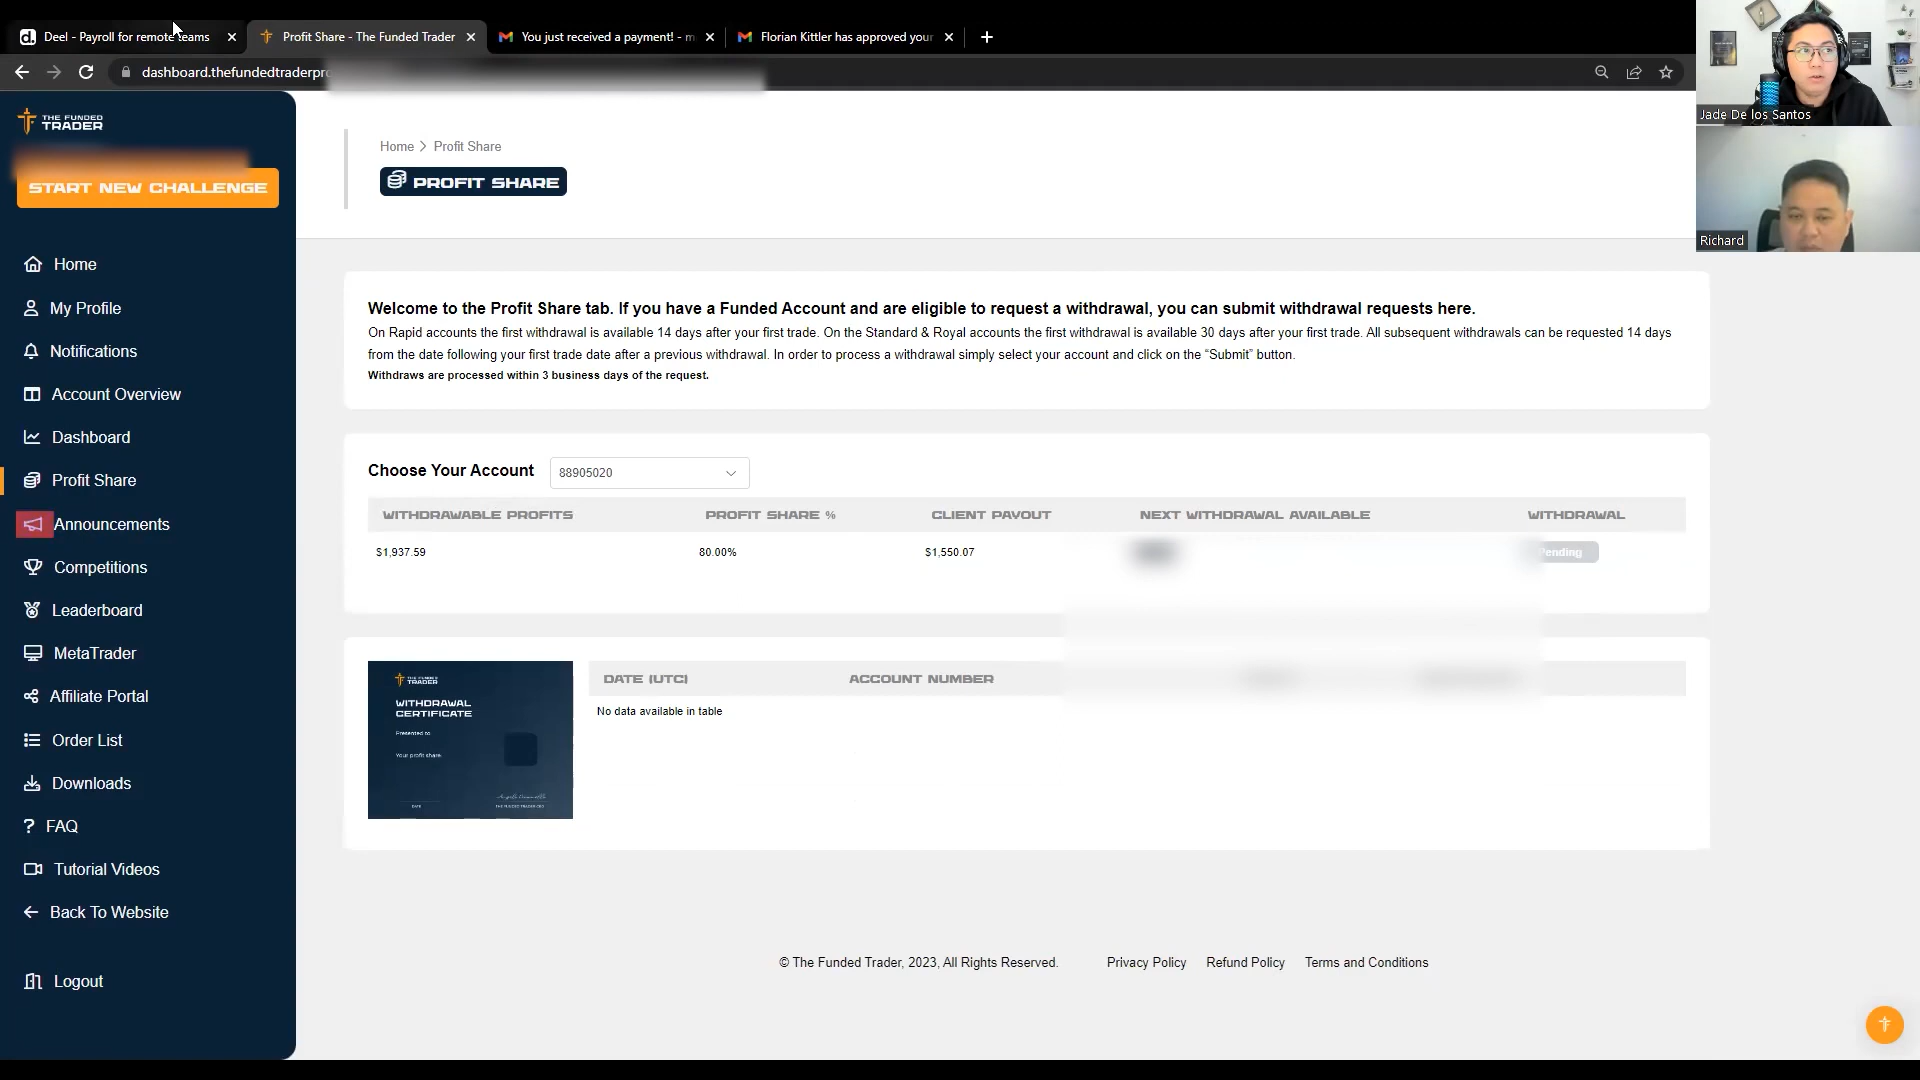 Deel - Payroll for remote teams
Profit Share - The Funded Trader
You just received a payment! - m
Florian Kittler has approved your
dashboard.thefundedtraderpro
Jade De los Santos
Richard
THE FUNDED
TRADER
START NEW CHALLENGE
Home
My Profile
Notifications
Account Overview
Dashboard
Profit Share
Announcements
Competitions
Leaderboard
MetaTrader
Affiliate Portal
Order List
Downloads
? FAQ
Tutorial Videos
Back To Website
Logout
Home > Profit Share
PROFIT SHARE
Welcome to the Profit Share tab. If you have a Funded Account and are eligible to request a withdrawal, you can submit withdrawal requests here.
On Rapid accounts the first withdrawal is available 14 days after your first trade. On the Standard & Royal accounts the first withdrawal is available 30 days after your first trade. All subsequent withdrawals can be requested 14 days
from the date following your first trade date after a previous withdrawal. In order to process a withdrawal simply select your account and click on the “Submit” button.
Withdraws are processed within 3 business days of the request.
Choose Your Account 88905020
WITHDRAWABLE PROFITS PROFIT SHARE % CLIENT PAYOUT NEXT WITHDRAWAL AVAILABLE WITHDRAWAL
$1,937.59 80.00% $1,550.07 Pending
THE FUNDED
TRADER
WITHDRAWAL
CERTIFICATE
Presented to
Your profit share
DATE THE FUNDED TRADER CEO
DATE (UTC) ACCOUNT NUMBER
No data available in table
© The Funded Trader, 2023, All Rights Reserved. Privacy Policy Refund Policy Terms and Conditions